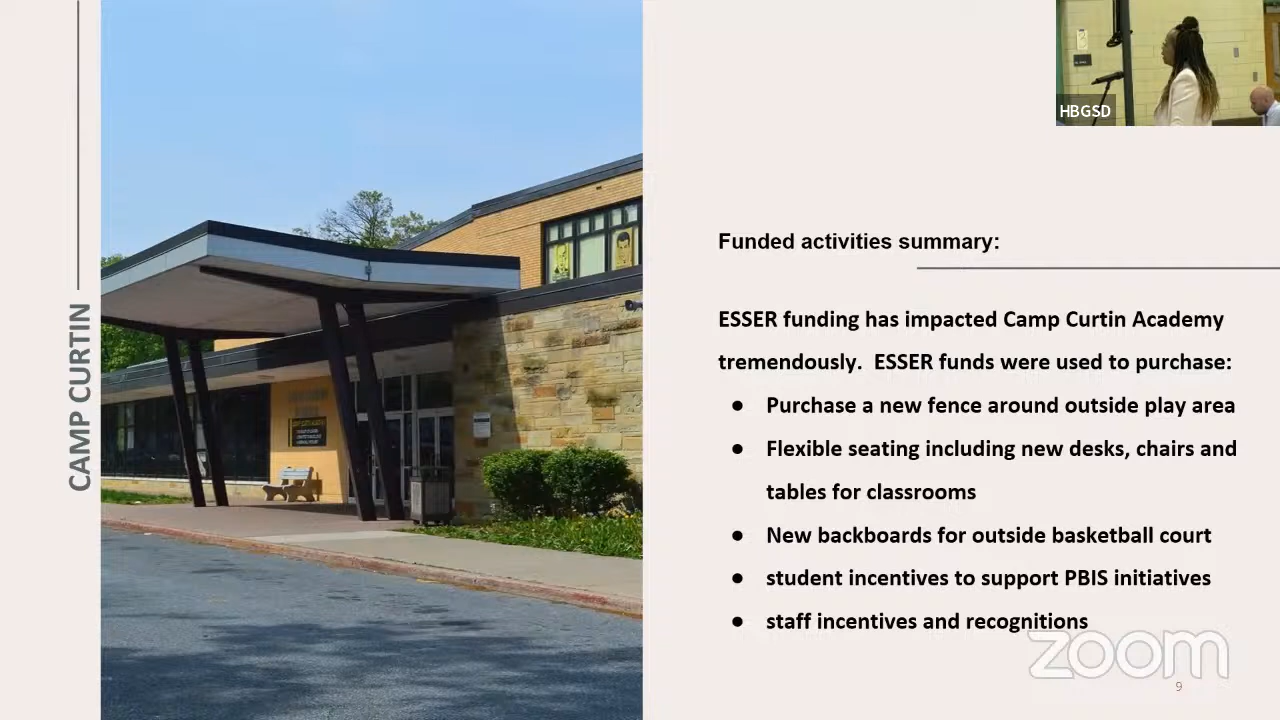 CAMP CURTIN
HBGSD
Funded activities summary:
ESSER funding has impacted Camp Curtin Academy
tremendously. ESSER funds were used to purchase:
● Purchase a new fence around outside play area
● Flexible seating including new desks, chairs and
tables for classrooms
● New backboards for outside basketball court
● student incentives to support PBIS initiatives
● staff incentives and recognitions
zoom
9